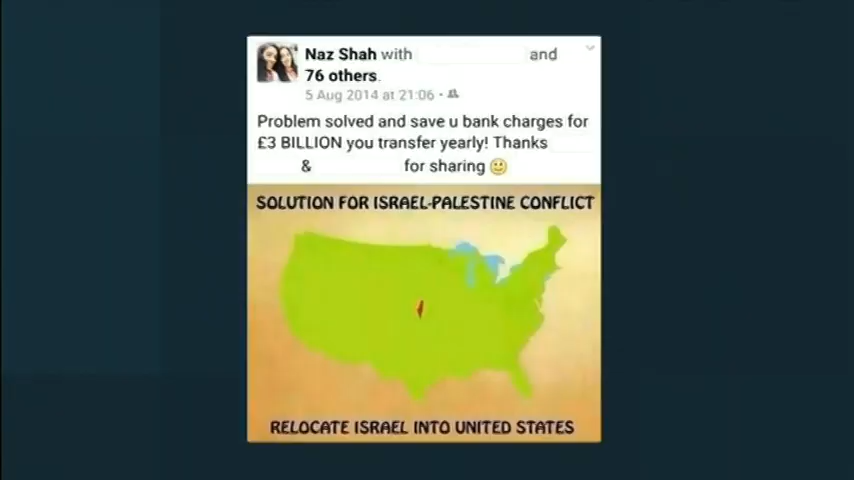 Naz Shah with and
76 others.
5 Aug 2014 at 21:06 ·
Problem solved and save u bank charges for
£3 BILLION you transfer yearly! Thanks
& for sharing 🙂
SOLUTION FOR ISRAEL-PALESTINE CONFLICT
RELOCATE ISRAEL INTO UNITED STATES